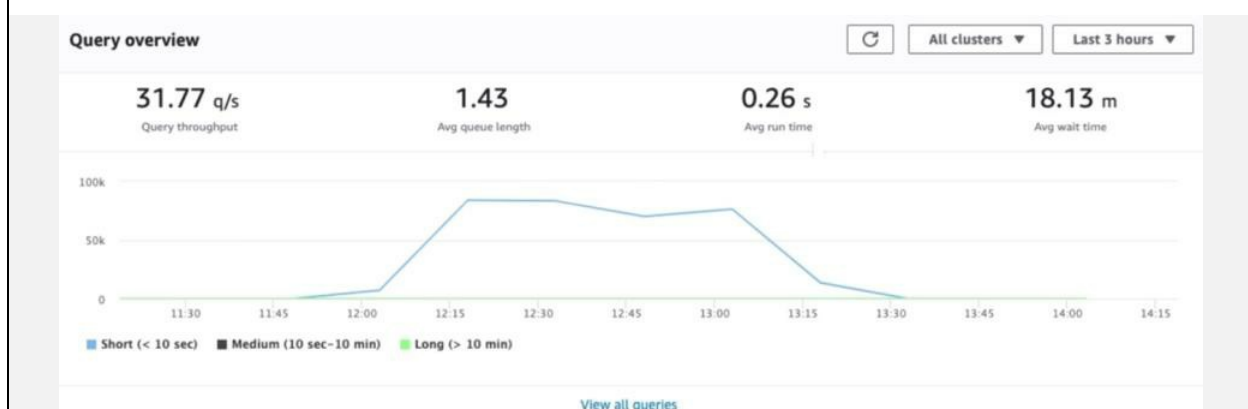 Query overview
All clusters ▼
Last 3 hours ▼
31.77 q/s
Query throughput
1.43
Avg queue length
0.26 s
Avg run time
18.13 m
Avg wait time
100k
50k
0
11:30 11:45 12:00 12:15 12:30 12:45 13:00 13:15 13:30 13:45 14:00 14:15
Short (< 10 sec) Medium (10 sec-10 min) Long (> 10 min)
View all queries